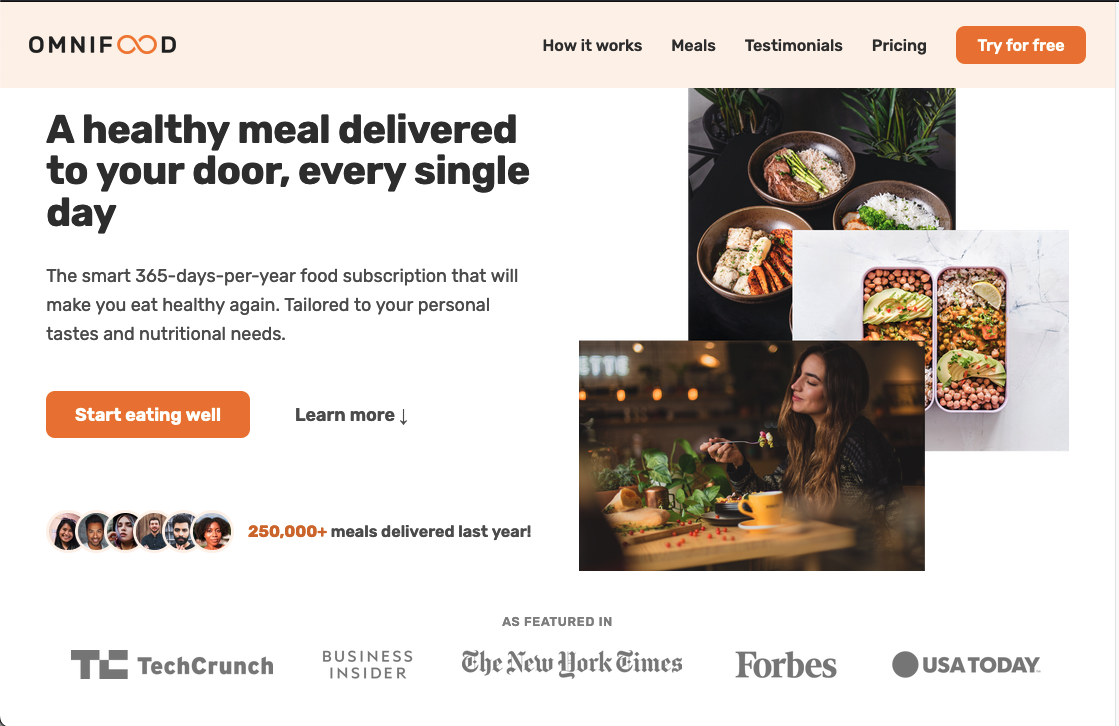 OMNIFOOD
How it works
Meals
Testimonials
Pricing
Try for free
A healthy meal delivered
to your door, every single
day
The smart 365-days-per-year food subscription that will
make you eat healthy again. Tailored to your personal
tastes and nutritional needs.
Start eating well
Learn more ↓
250,000+ meals delivered last year!
AS FEATURED IN
TC TechCrunch
BUSINESS
INSIDER
The New York Times
Forbes
USA TODAY